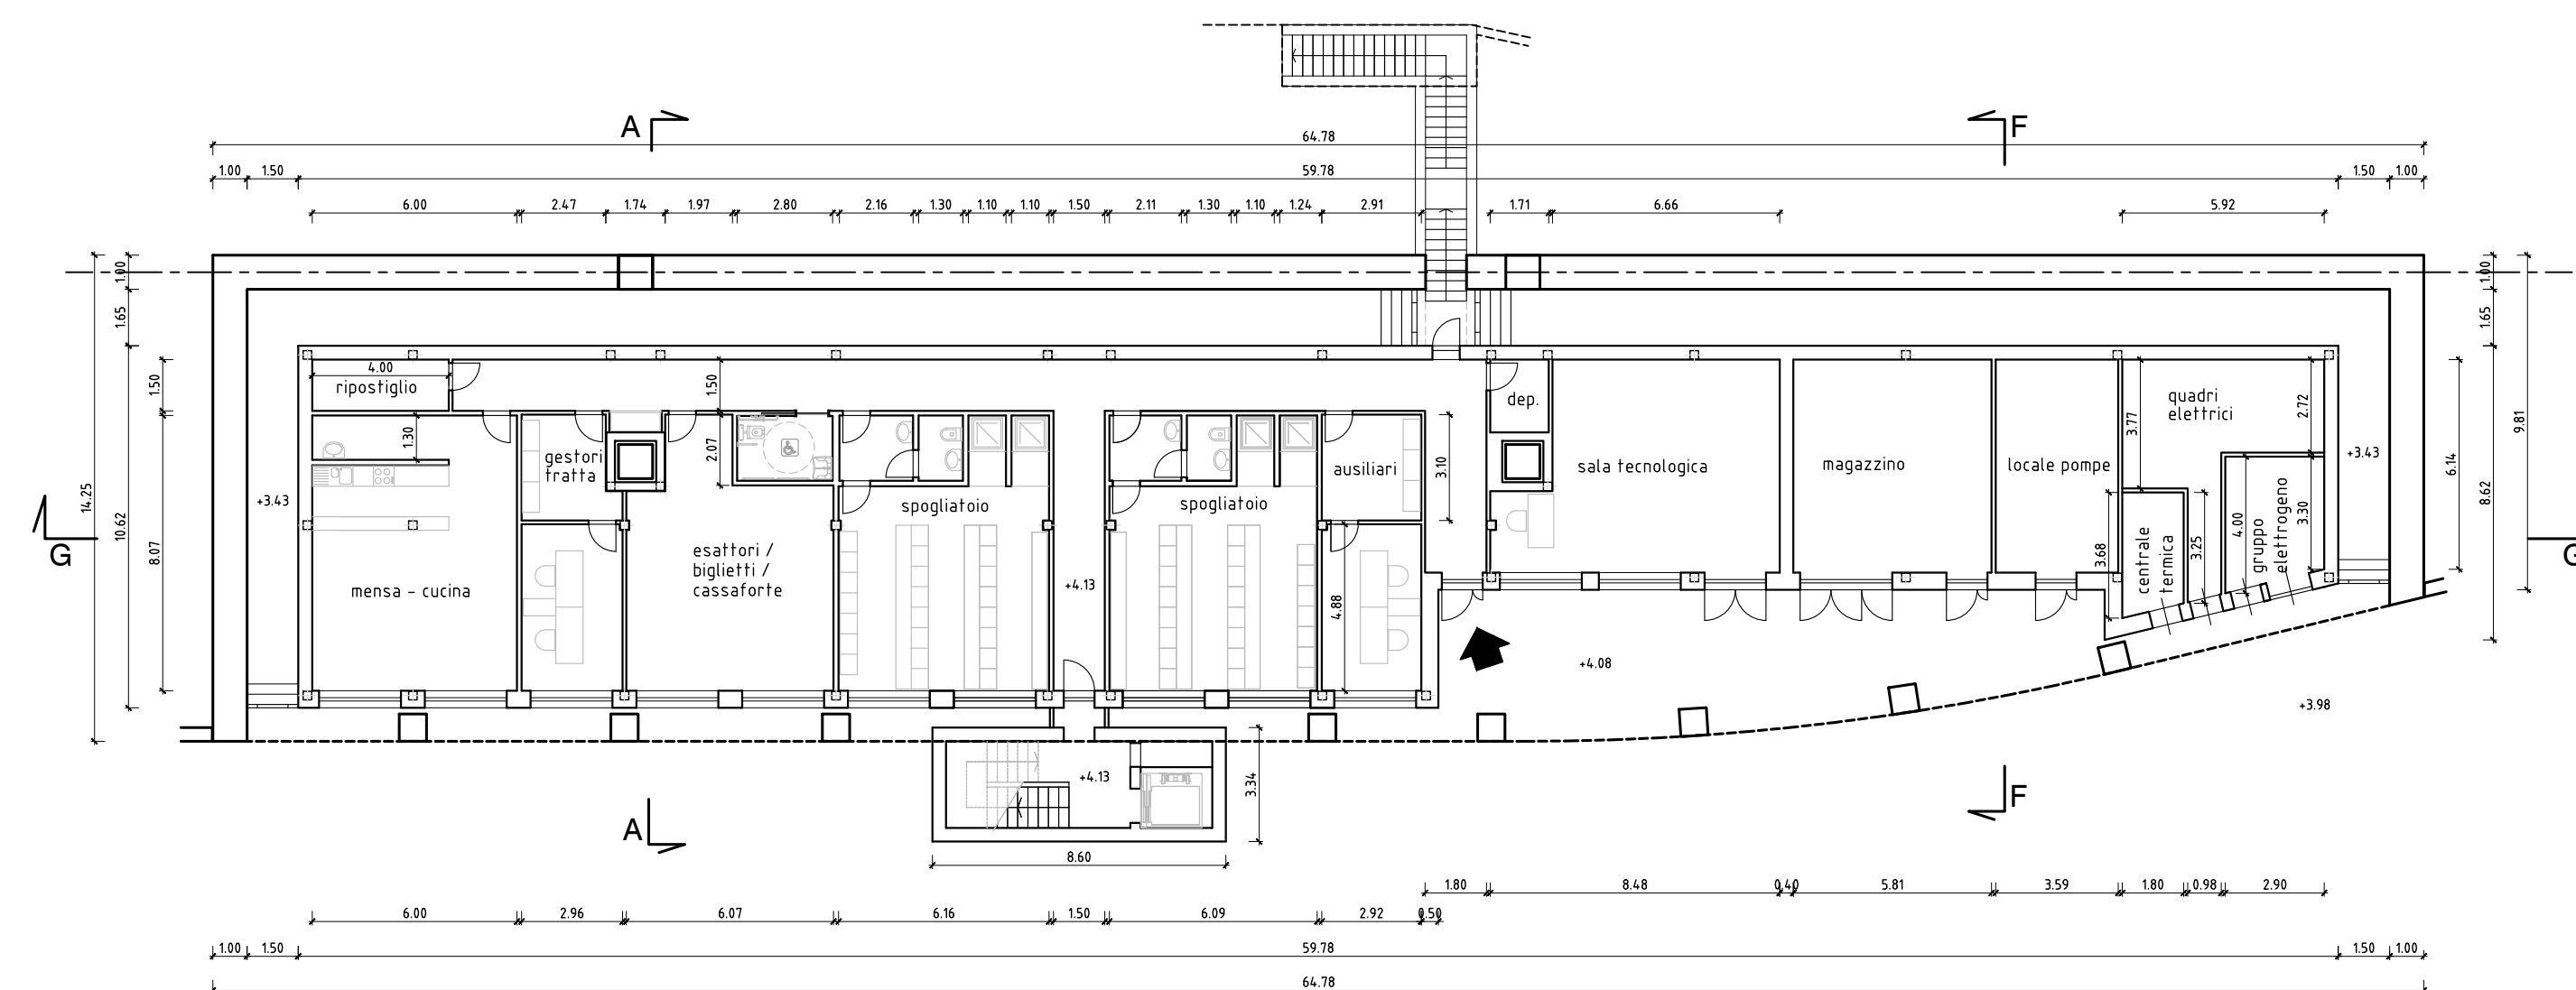 A
F
64.78
1.00 1.50 59.78 1.50 1.00
6.00 2.47 1.74 1.97 2.80 2.16 1.30 1.10 1.10 1.50 2.11 1.30 1.10 1.24 2.91 1.71 6.66 5.92
1.00
1.00
1.65
1.65
4.00
ripostiglio
1.50
1.50
dep.
quadri
elettrici
2.72
3.77
9.81
1.30
2.07
gestori
tratta
ausiliari
3.10
sala tecnologica
magazzino
locale pompe
+3.43
6.14
+3.43
14.25
10.62
8.07
8.62
spogliatoio
spogliatoio
4.00
gruppo
elettrogeno
3.30
G
G
esattori /
biglietti /
cassaforte
3.68
centrale
termica
3.25
mensa - cucina
+4.13
4.88
+4.08
+3.98
+4.13
3.34
A
F
8.60
1.80 8.48 0.40 5.81 3.59 1.80 0.98 2.90
6.00 2.96 6.07 6.16 1.50 6.09 2.92 0.50
1.00 1.50 59.78 1.50 1.00
64.78